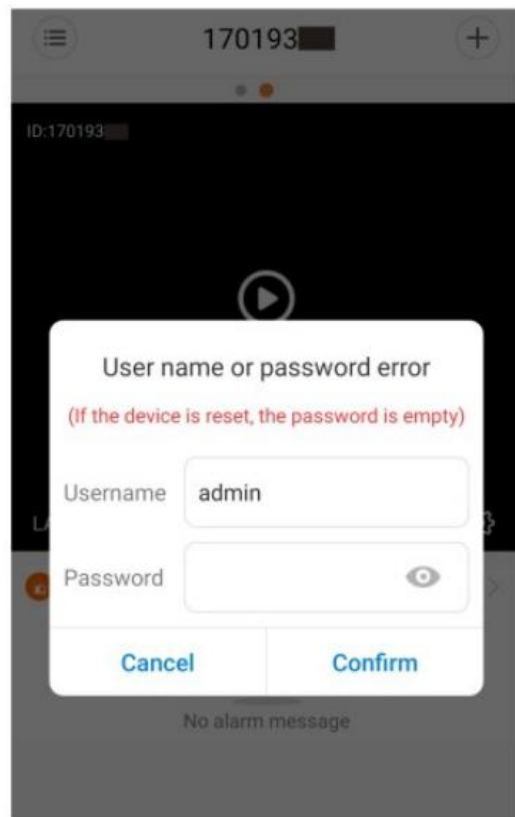 170193
ID:170193
User name or password error
(If the device is reset, the password is empty)
Username admin
Password
Cancel Confirm
No alarm message